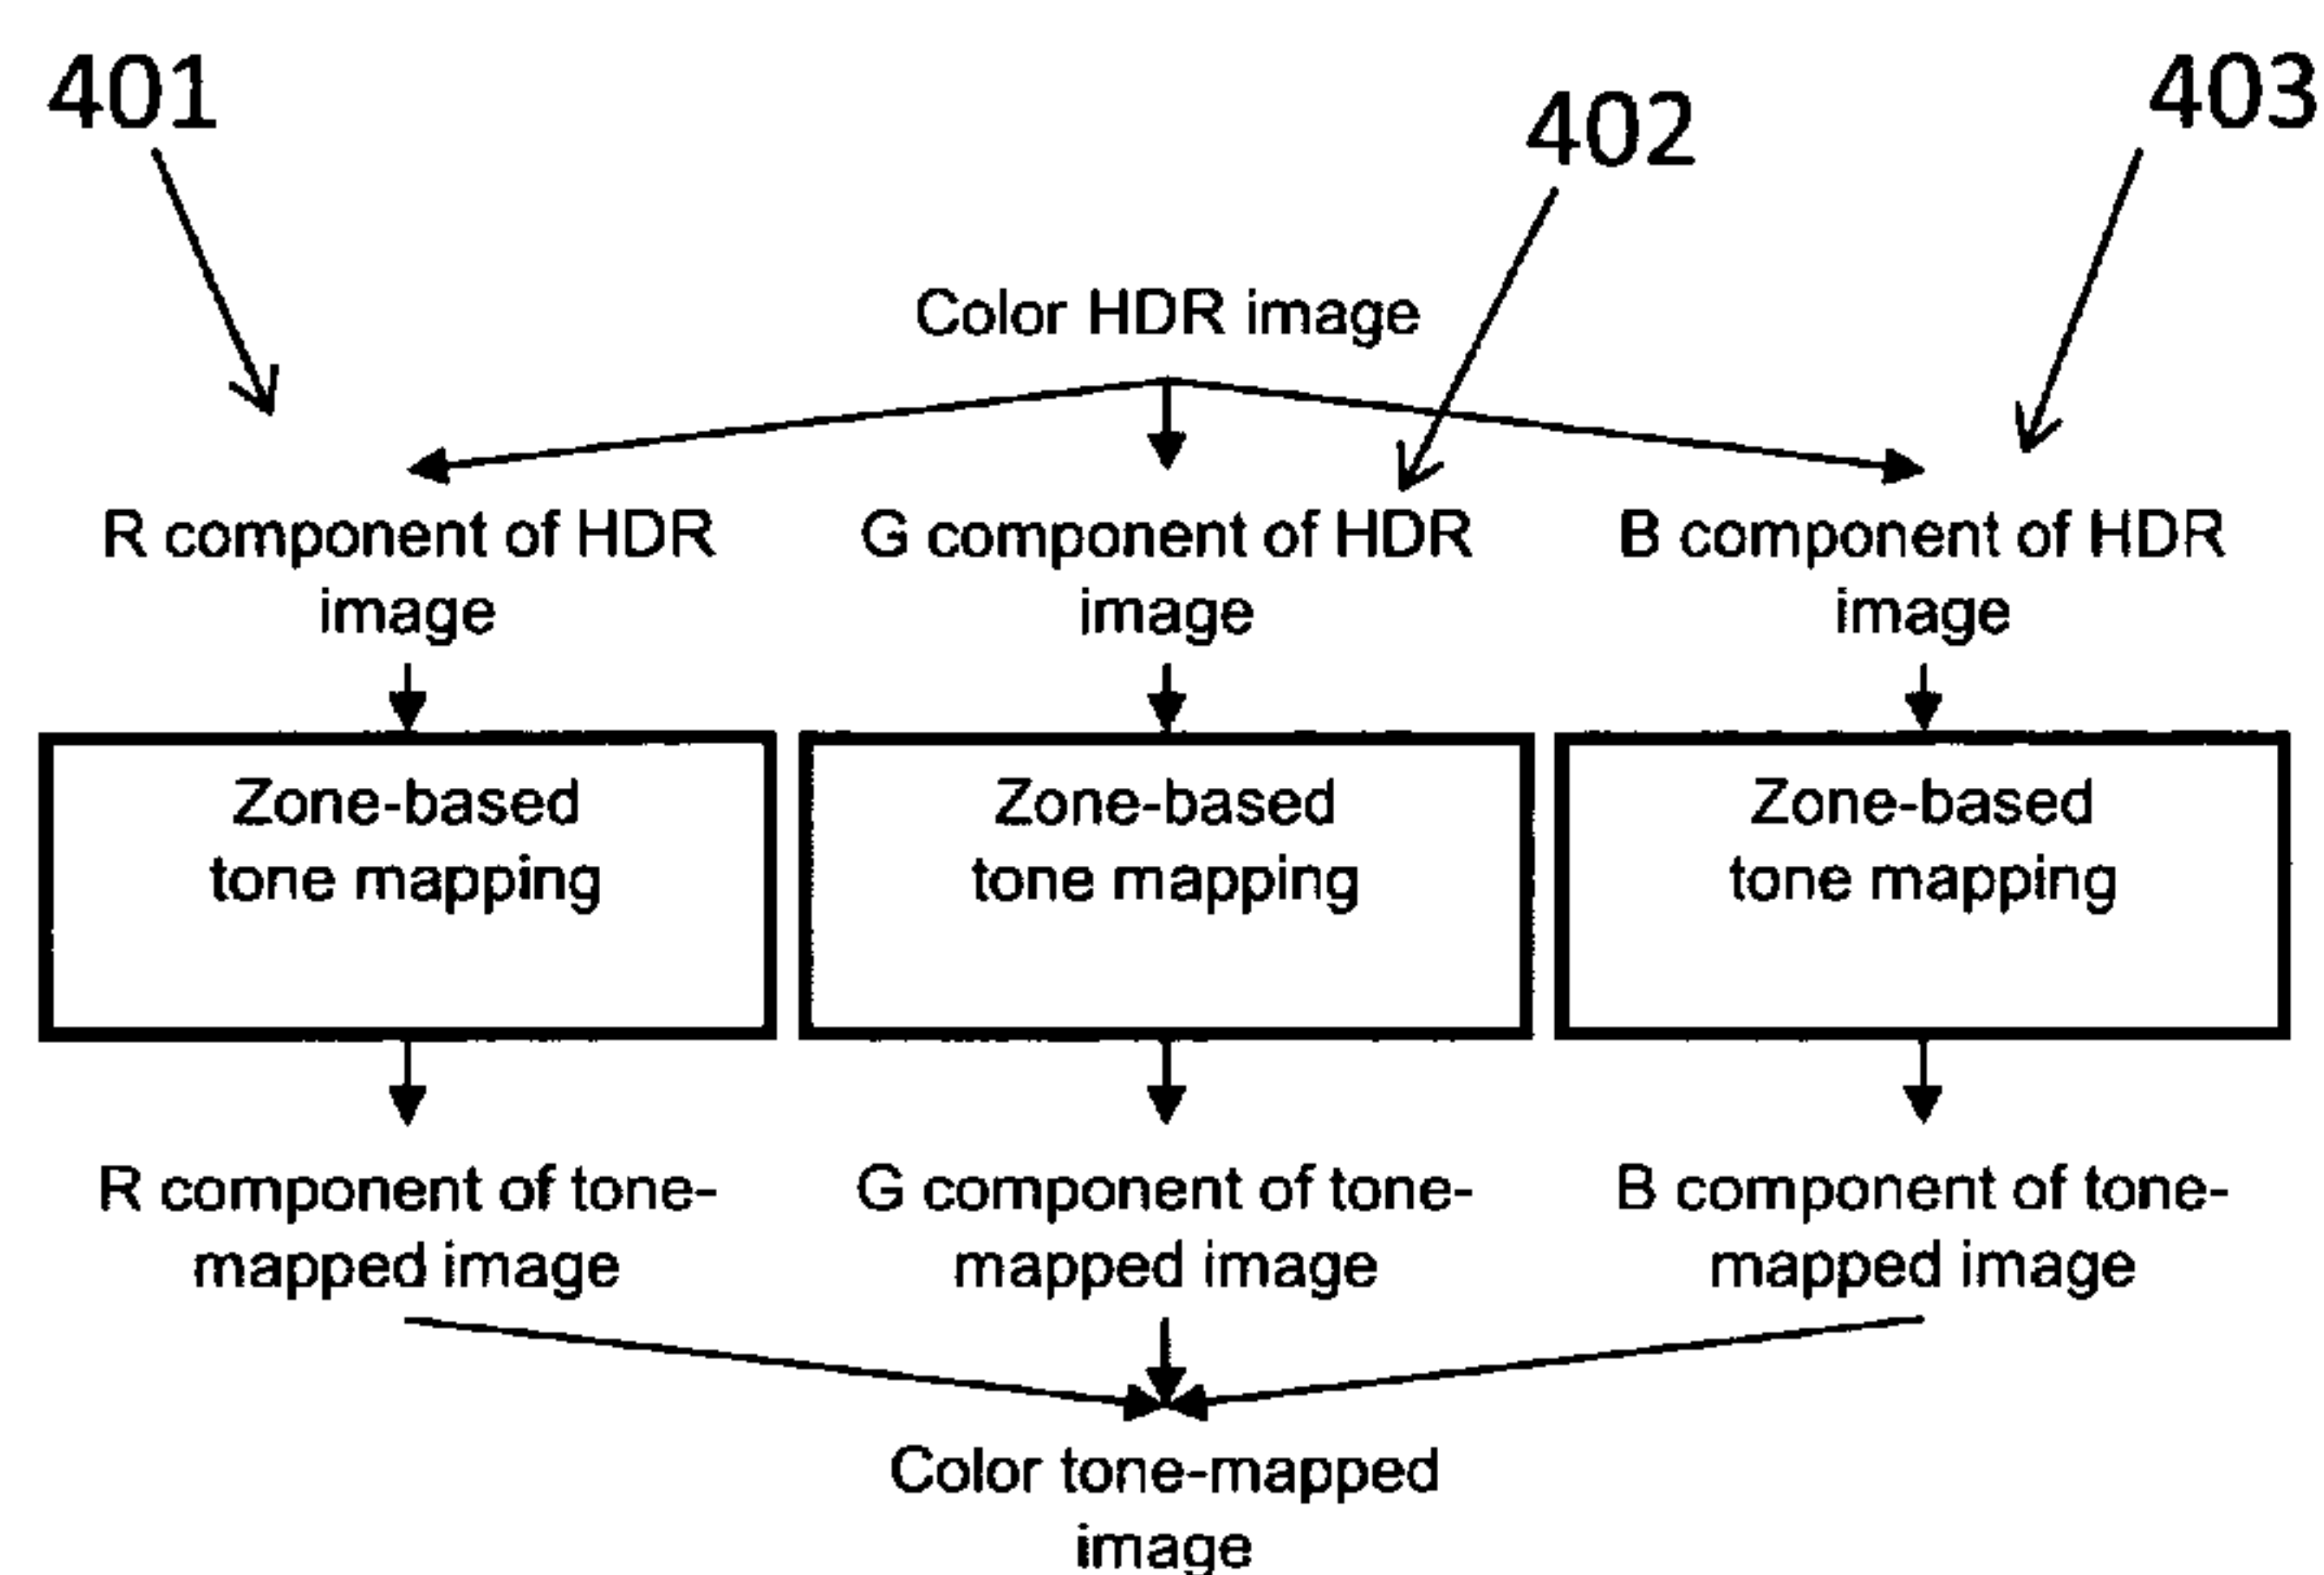 401
402
403
Color HDR image
R component of HDR
image
G component of HDR
image
B component of HDR
image
Zone-based
tone mapping
Zone-based
tone mapping
Zone-based
tone mapping
R component of tone-
mapped image
G component of tone-
mapped image
B component of tone-
mapped image
Color tone-mapped
image